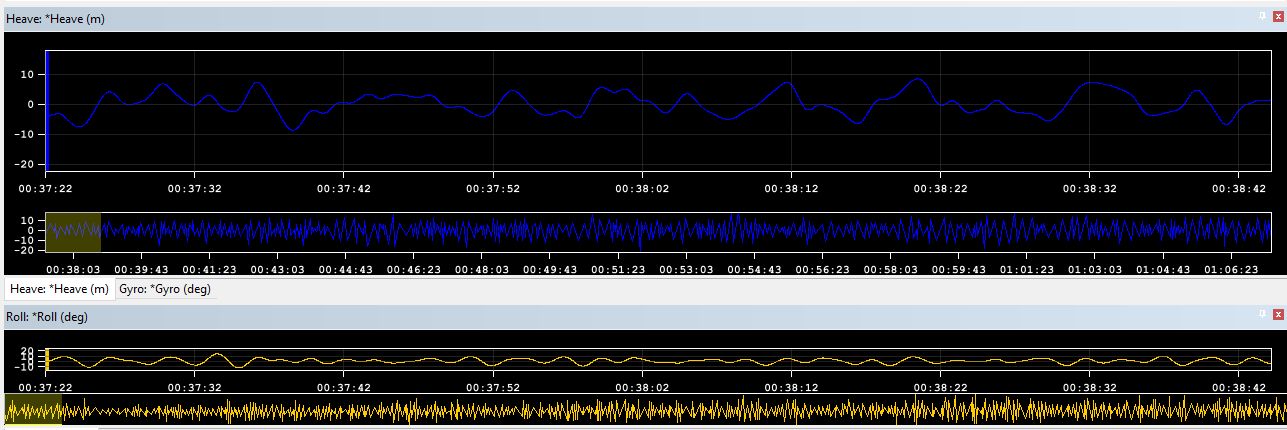 Heave: *Heave (m)
10
0
-10
-20
00:37:22 00:37:32 00:37:42 00:37:52 00:38:02 00:38:12 00:38:22 00:38:32 00:38:42
10
0
-10
-20
00:38:03 00:39:43 00:41:23 00:43:03 00:44:43 00:46:23 00:48:03 00:49:43 00:51:23 00:53:03 00:54:43 00:56:23 00:58:03 00:59:43 01:01:23 01:03:03 01:04:43 01:06:23
Heave: *Heave (m) Gyro: *Gyro (deg)
Roll: *Roll (deg)
20
10
0
-10
00:37:22 00:37:32 00:37:42 00:37:52 00:38:02 00:38:12 00:38:22 00:38:32 00:38:42